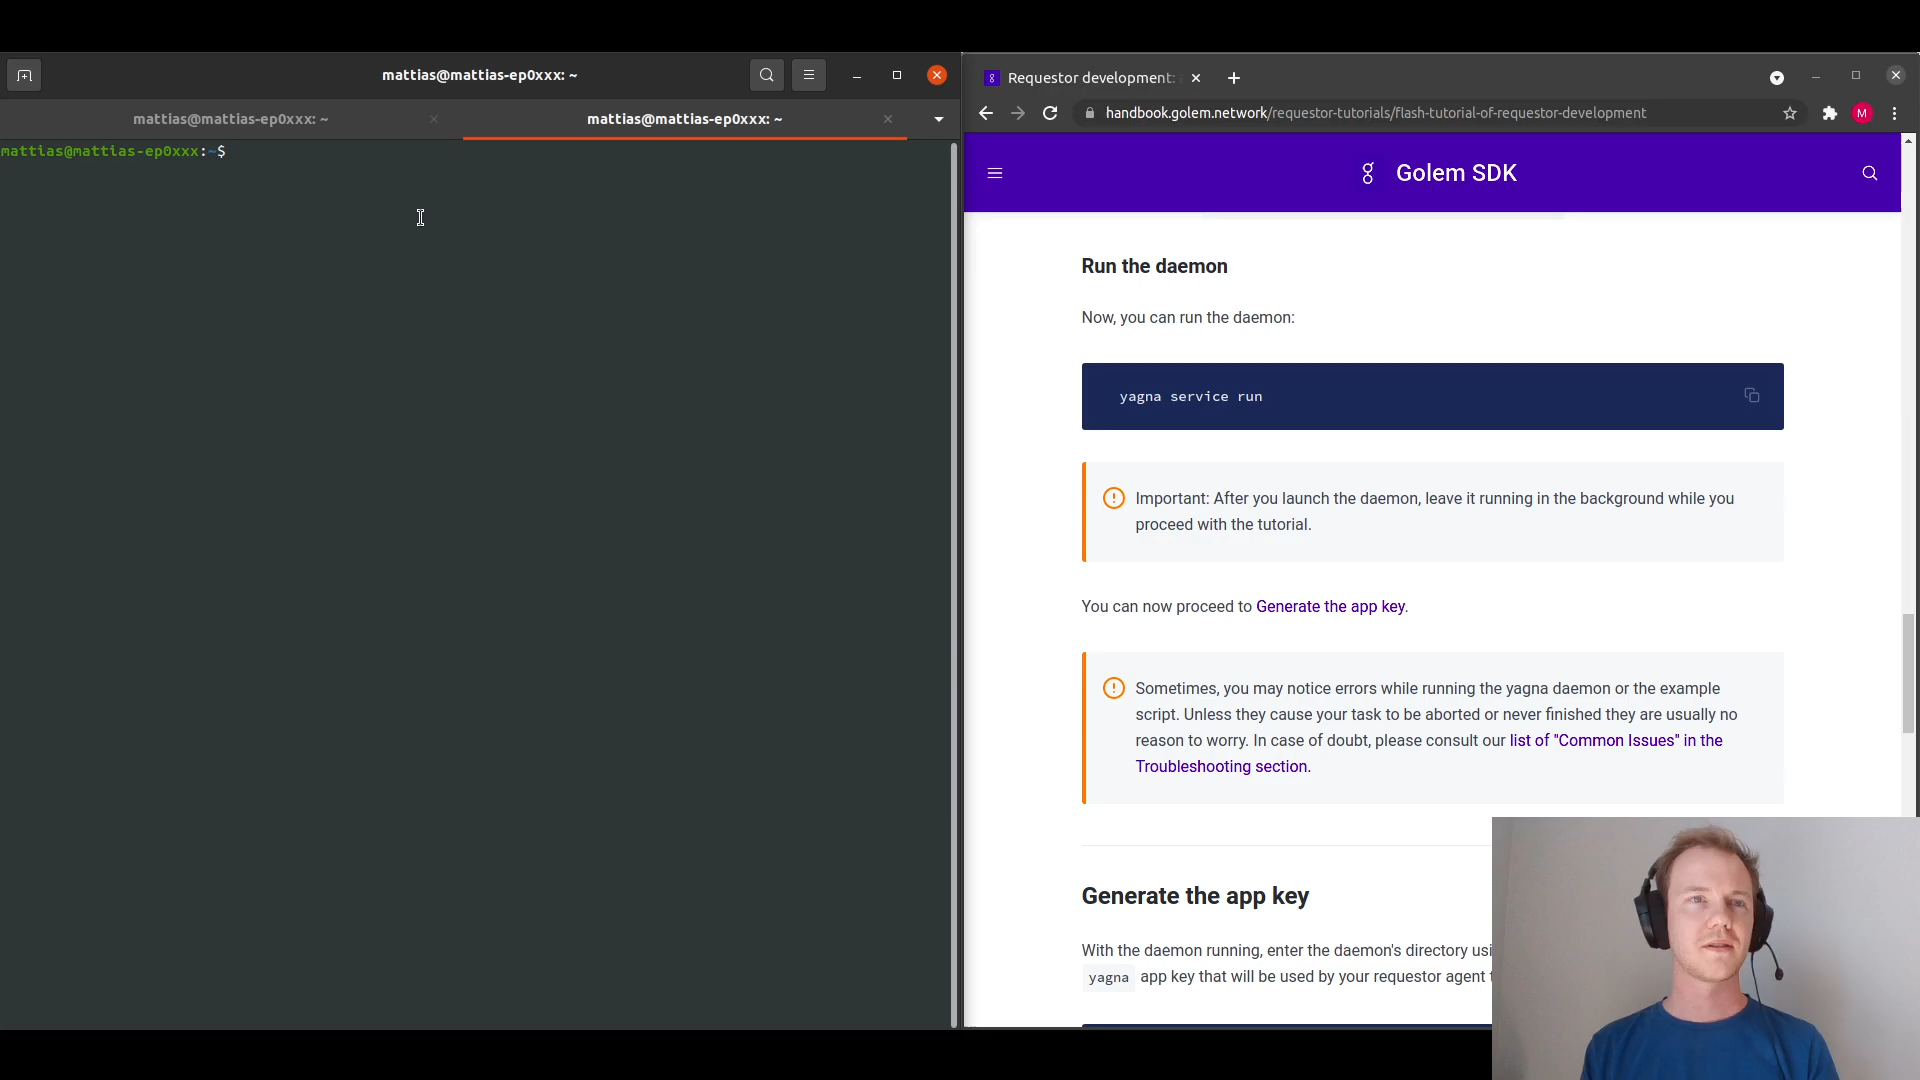 mattias@mattias-ep0xxx: ~
mattias@mattias-ep0xxx: ~
mattias@mattias-ep0xxx: ~
mattias@mattias-ep0xxx:~$
Requestor development: a
handbook.golem.network/requestor-tutorials/flash-tutorial-of-requestor-development
M
Golem SDK
Run the daemon
Now, you can run the daemon:
yagna service run
Important: After you launch the daemon, leave it running in the background while you
proceed with the tutorial.
You can now proceed to Generate the app key.
Sometimes, you may notice errors while running the yagna daemon or the example
script. Unless they cause your task to be aborted or never finished they are usually no
reason to worry. In case of doubt, please consult our list of "Common Issues" in the
Troubleshooting section.
Generate the app key
With the daemon running, enter the daemon's directory usi
yagna app key that will be used by your requestor agent t